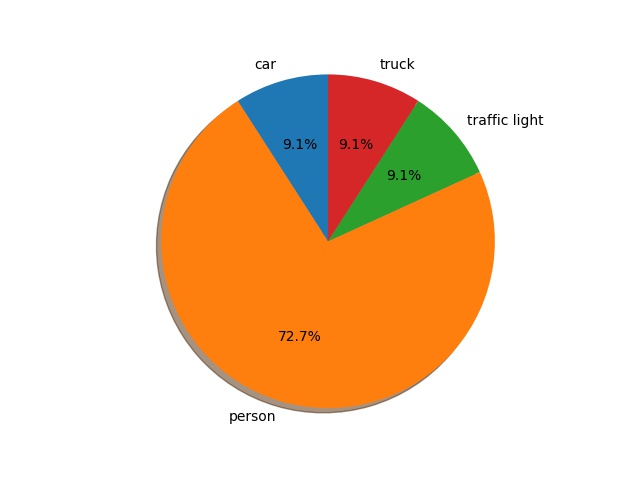 car
truck
traffic light
9.1%
9.1%
9.1%
72.7%
person